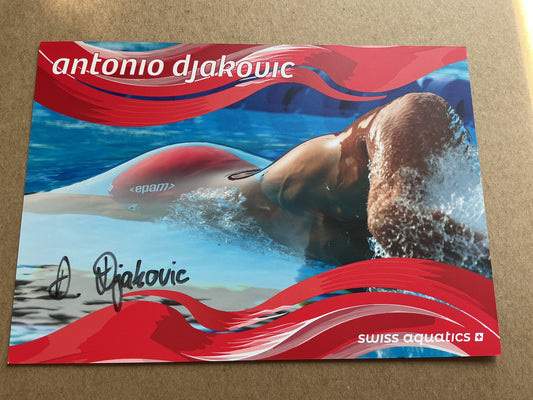 antonio djakovic
<epam>
A. Djakovic
swiss aquatics